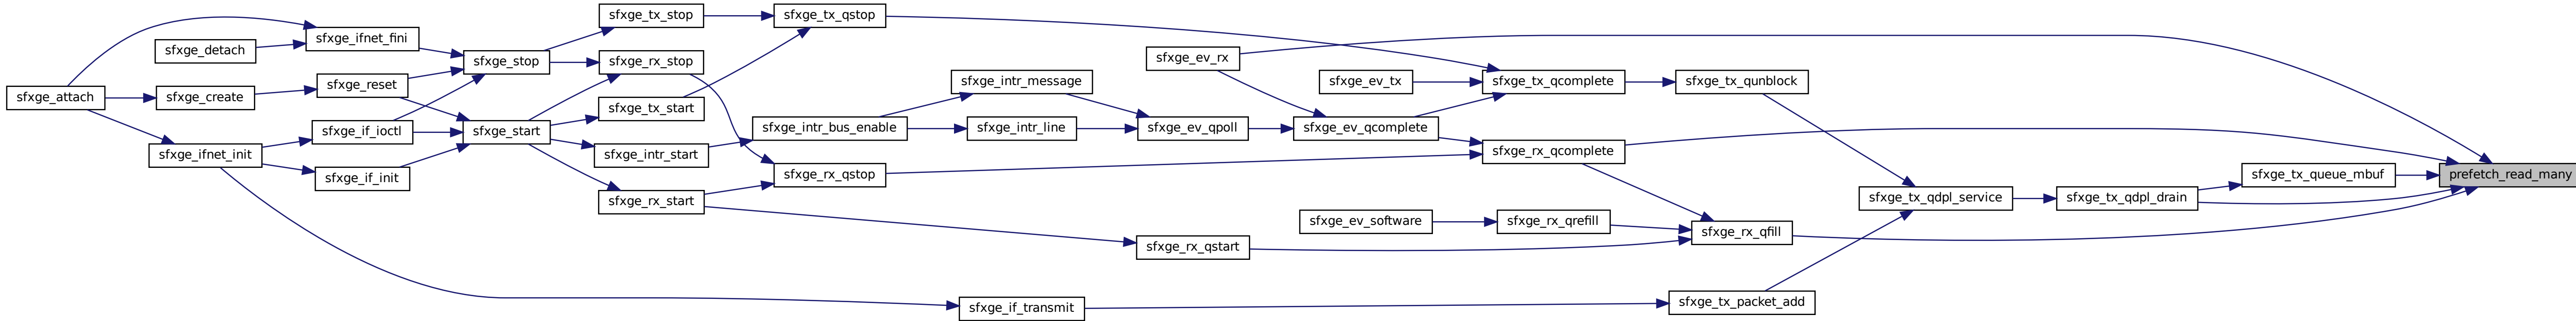 sfxge_attach
sfxge_detach
sfxge_create
sfxge_ifnet_init
sfxge_ifnet_fini
sfxge_reset
sfxge_if_ioctl
sfxge_if_init
sfxge_stop
sfxge_start
sfxge_tx_stop
sfxge_rx_stop
sfxge_tx_start
sfxge_intr_start
sfxge_rx_start
sfxge_tx_qstop
sfxge_intr_bus_enable
sfxge_rx_qstop
sfxge_intr_message
sfxge_intr_line
sfxge_if_transmit
sfxge_ev_rx
sfxge_ev_qpoll
sfxge_rx_qstart
sfxge_ev_tx
sfxge_ev_qcomplete
sfxge_ev_software
sfxge_tx_qcomplete
sfxge_rx_qcomplete
sfxge_rx_qrefill
sfxge_tx_qunblock
sfxge_rx_qfill
sfxge_tx_packet_add
sfxge_tx_qdpl_service
sfxge_tx_qdpl_drain
sfxge_tx_queue_mbuf
prefetch_read_many